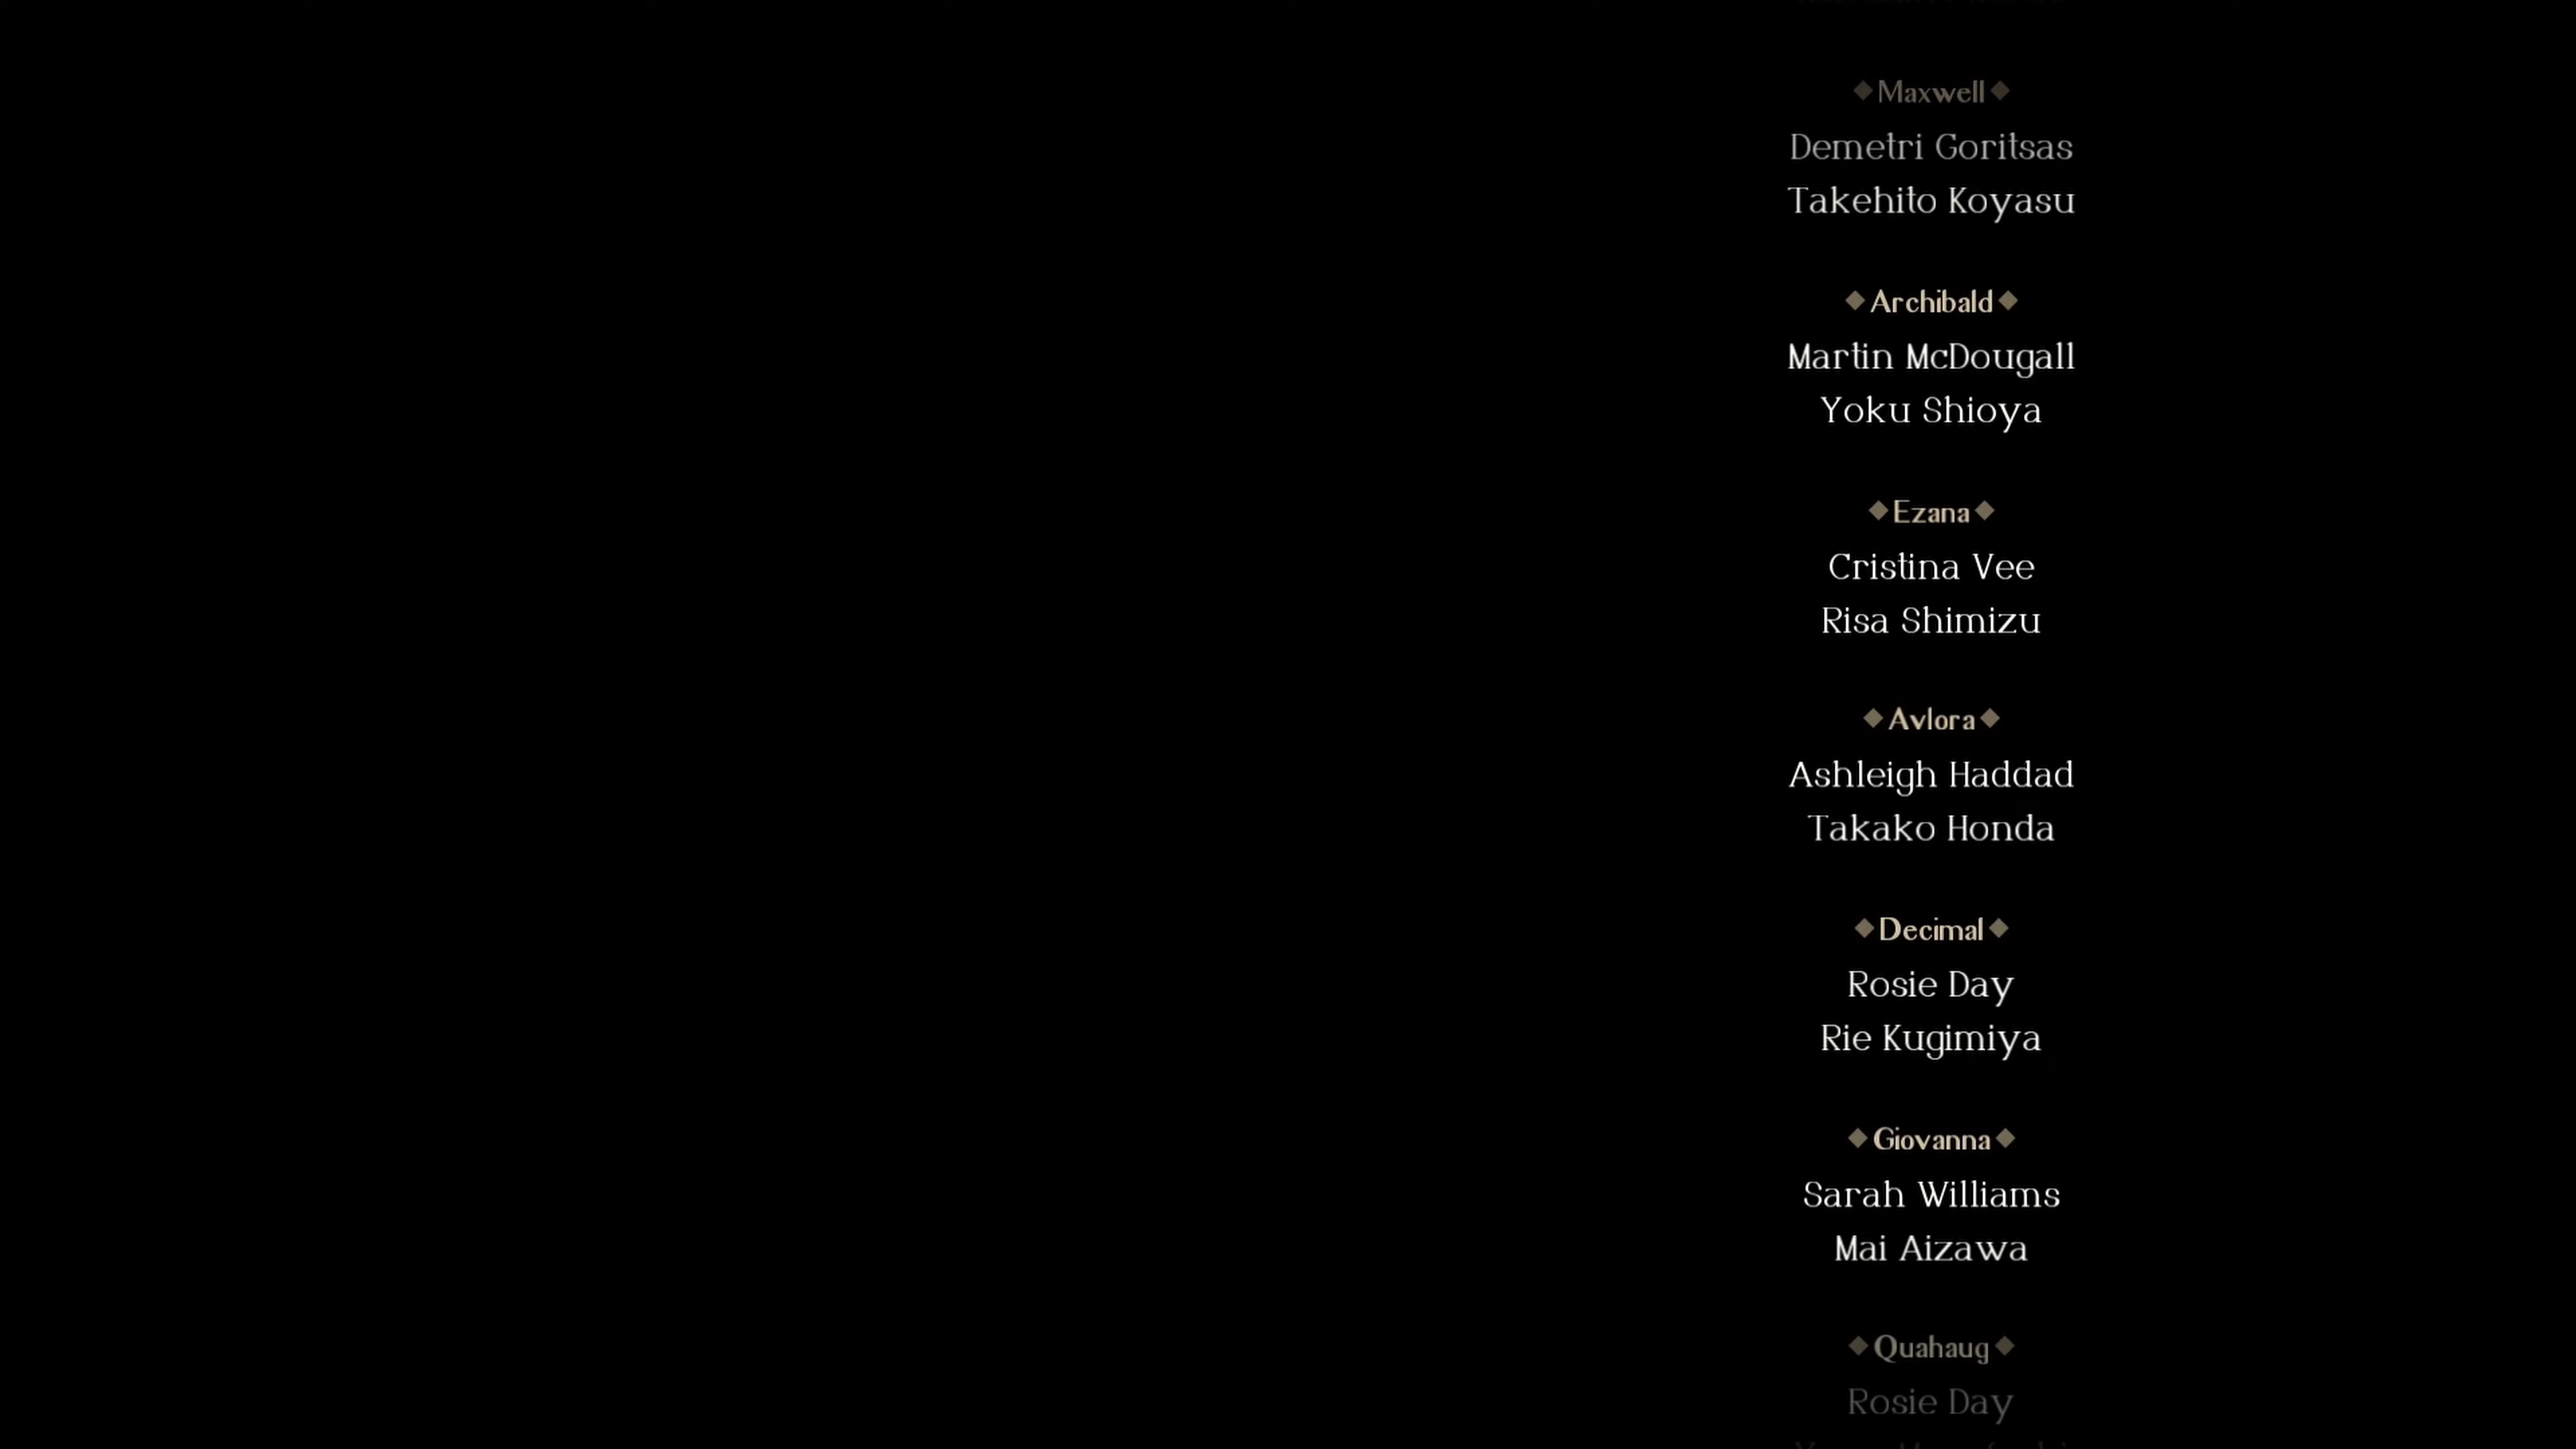 ◆Maxwell◆
Demetri Goritsas
Takehito Koyasu
◆Archibald◆
Martin McDougall
Yoku Shioya
◆Ezana◆
Cristina Vee
Risa Shimizu
◆Avlora◆
Ashleigh Haddad
Takako Honda
◆Decimal◆
Rosie Day
Rie Kugimiya
◆Giovanna◆
Sarah Williams
Mai Aizawa
◆Quahaug◆
Rosie Day